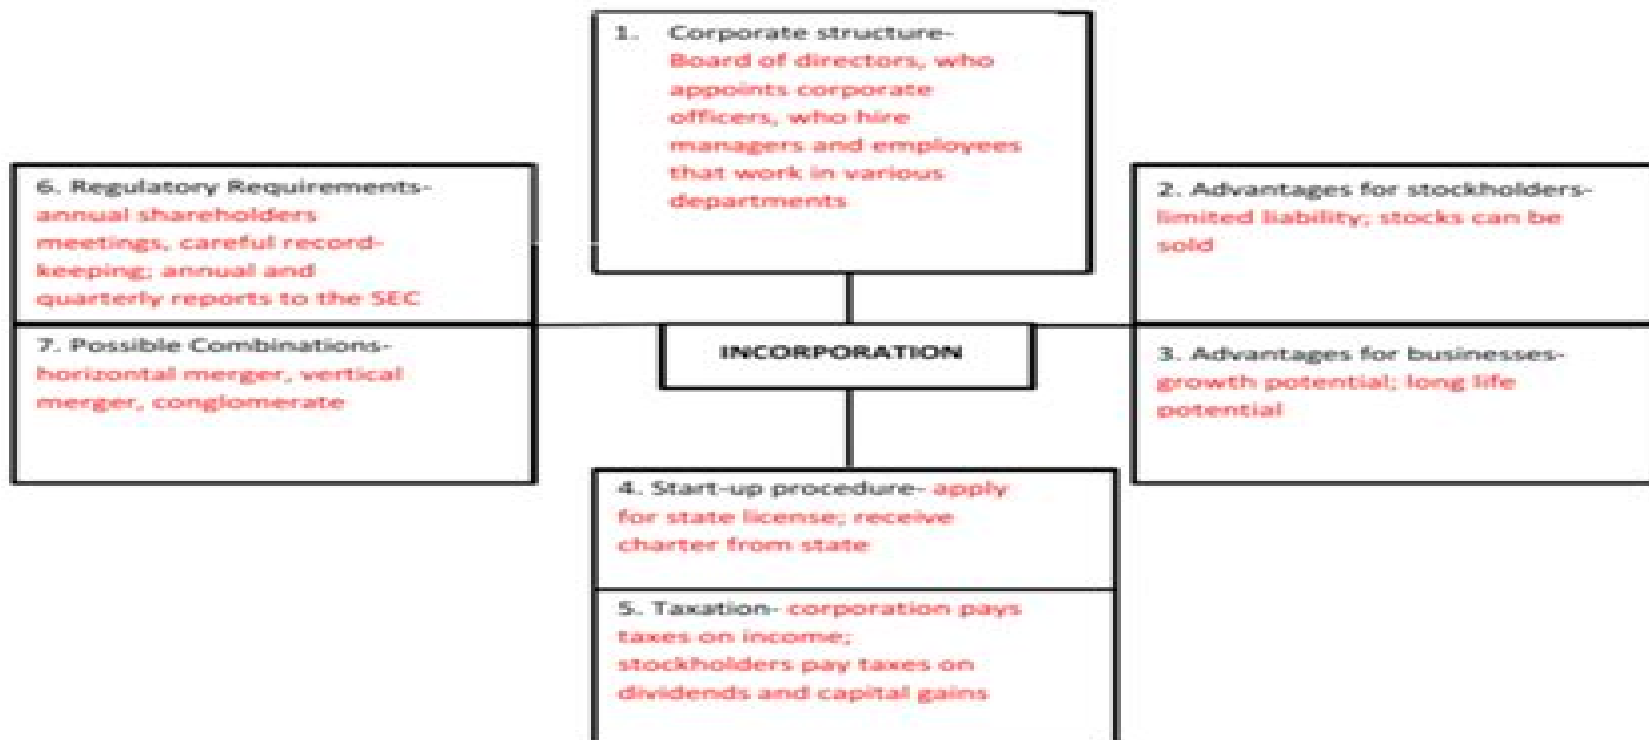 1. Corporate structure-
Board of directors, who
appoints corporate
officers, who hire
managers and employees
that work in various
departments
6. Regulatory Requirements-
annual shareholders
meetings, careful record-
keeping; annual and
quarterly reports to the SEC
2. Advantages for stockholders-
limited liability; stocks can be
sold
7. Possible Combinations-
horizontal merger, vertical
merger, conglomerate
INCORPORATION
3. Advantages for businesses-
growth potential; long life
potential
4. Start-up procedure- apply
for state license; receive
charter from state
5. Taxation- corporation pays
taxes on income;
stockholders pay taxes on
dividends and capital gains